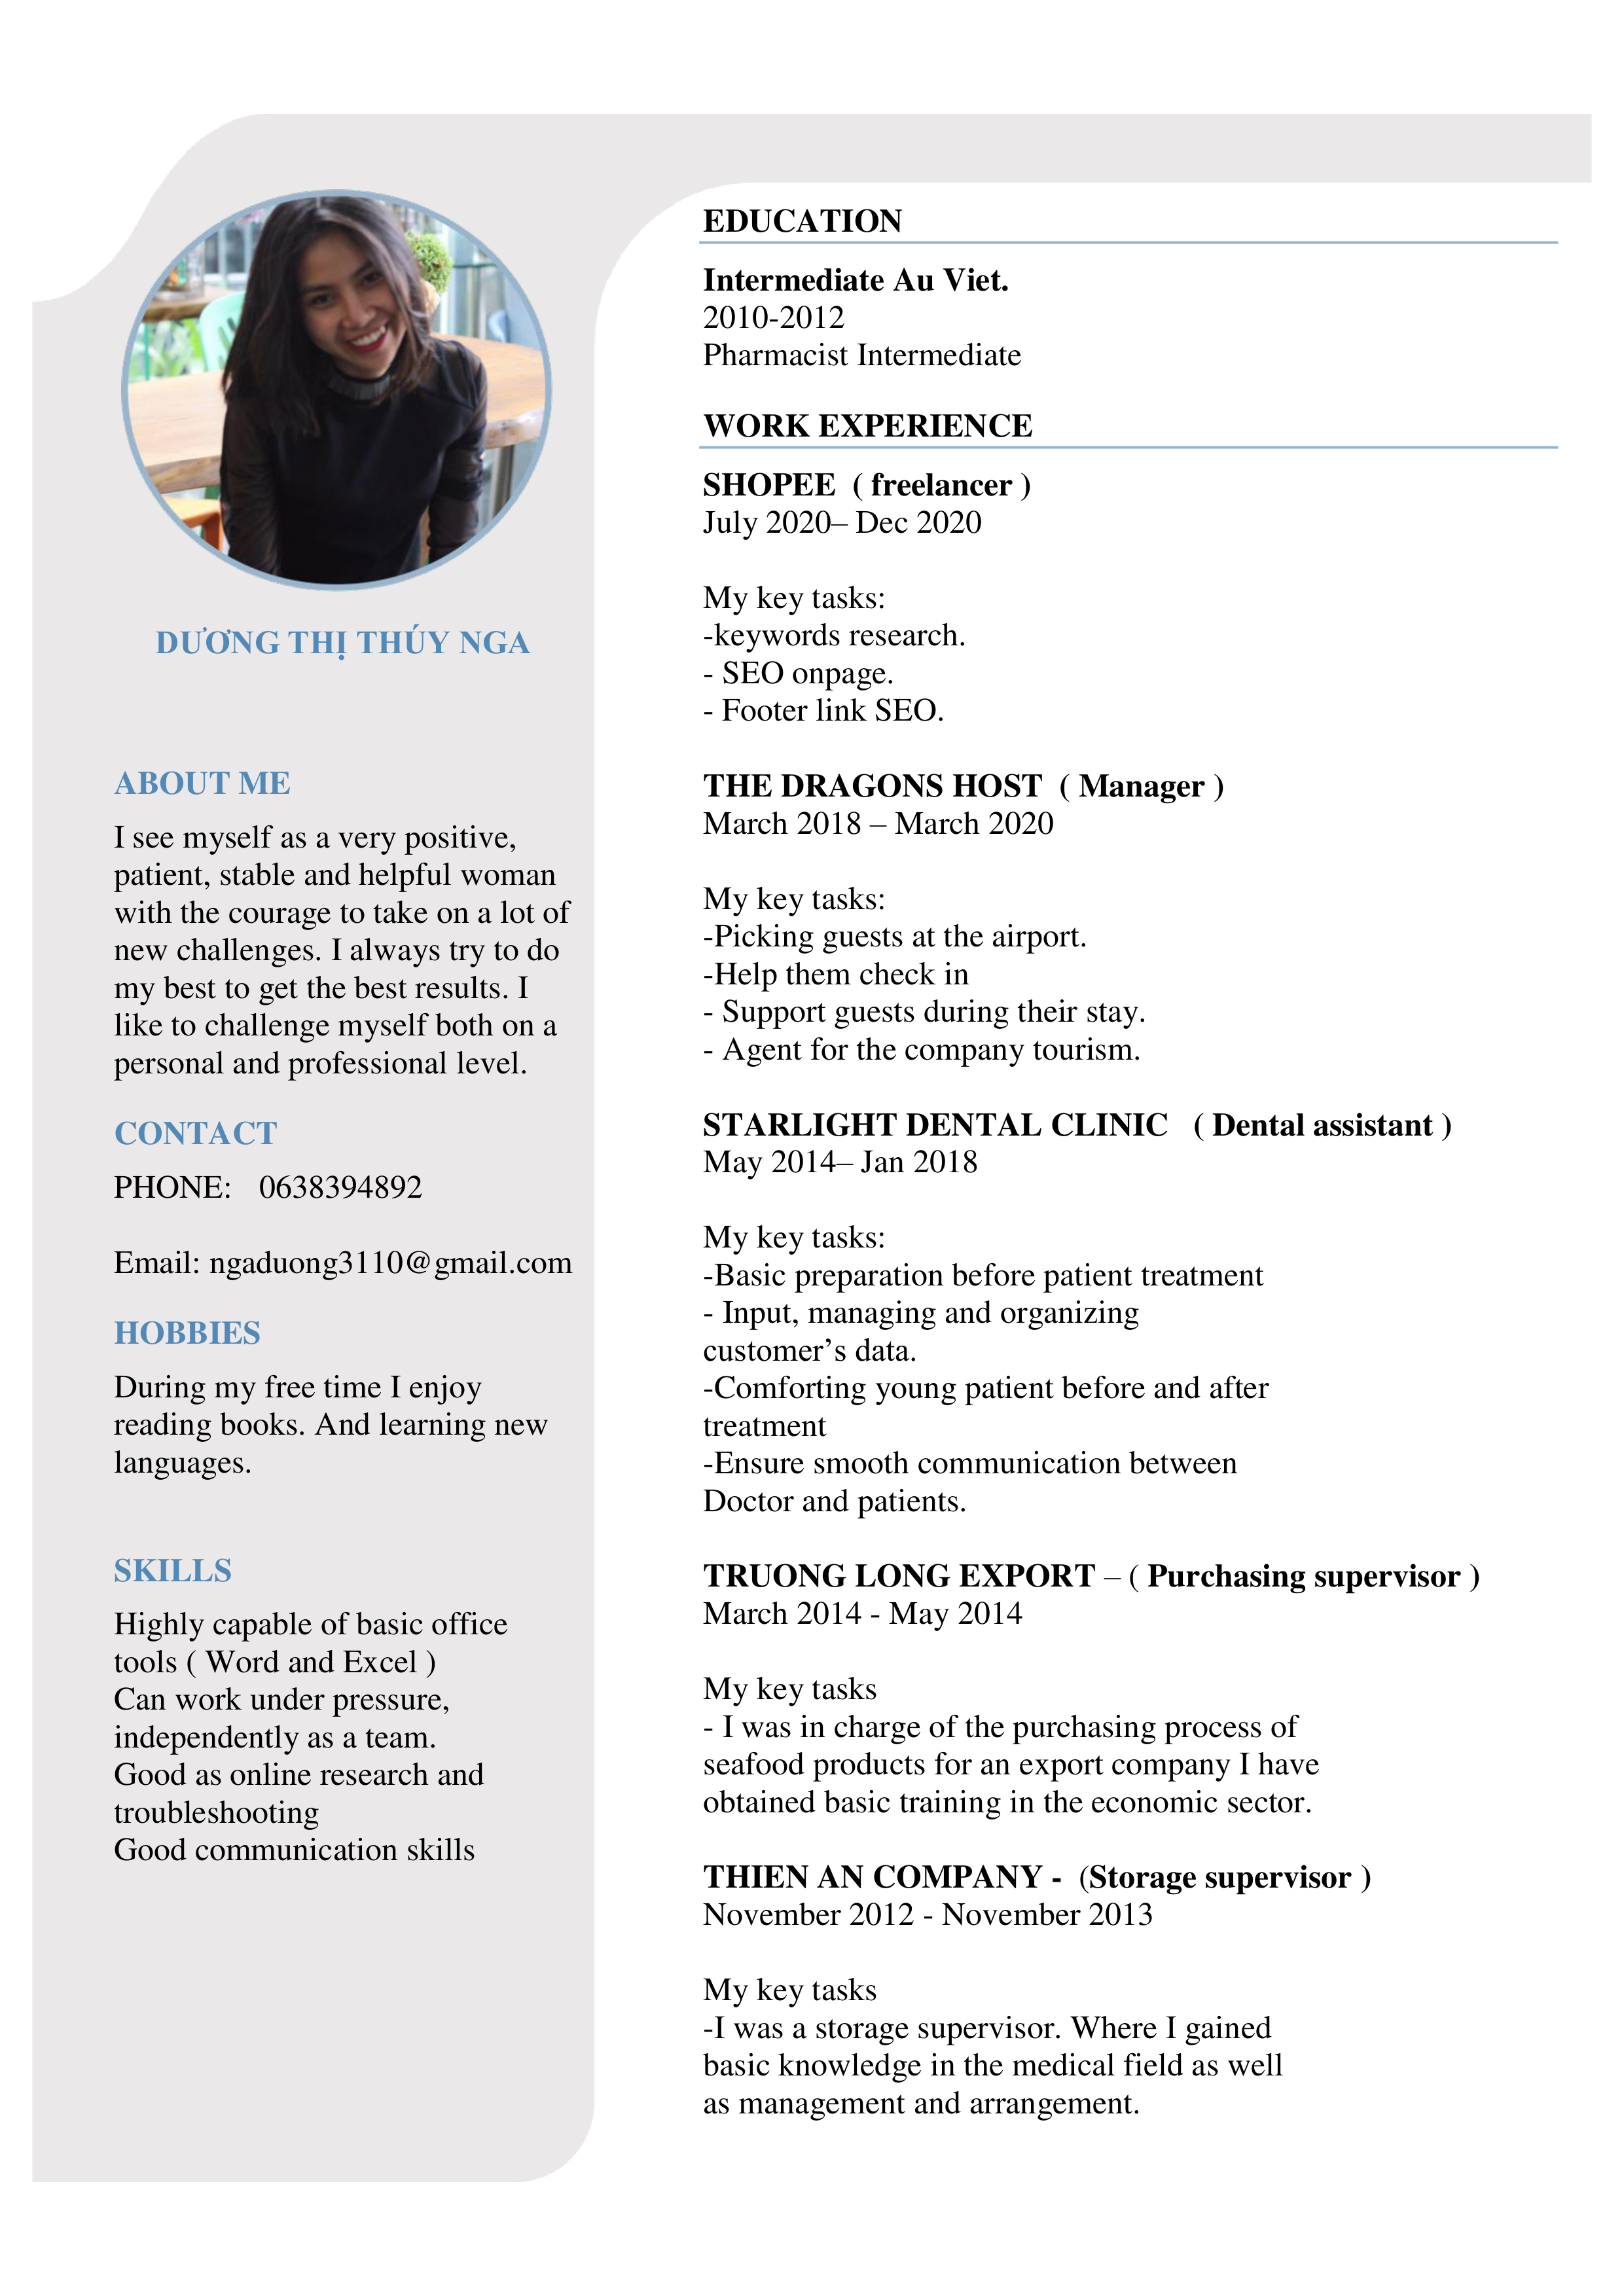 DƯƠNG THỊ THÚY NGA
ABOUT ME
I see myself as a very positive,
patient, stable and helpful woman
with the courage to take on a lot of
new challenges. I always try to do
my best to get the best results. I
like to challenge myself both on a
personal and professional level.
CONTACT
PHONE: 0638394892
Email: ngaduong3110@gmail.com
HOBBIES
During my free time I enjoy
reading books. And learning new
languages.
SKILLS
Highly capable of basic office
tools ( Word and Excel )
Can work under pressure,
independently as a team.
Good as online research and
troubleshooting
Good communication skills
EDUCATION
Intermediate Au Viet.
2010-2012
Pharmacist Intermediate
WORK EXPERIENCE
SHOPEE ( freelancer )
July 2020– Dec 2020
My key tasks:
-keywords research.
- SEO onpage.
- Footer link SEO.
THE DRAGONS HOST ( Manager )
March 2018 – March 2020
My key tasks:
-Picking guests at the airport.
-Help them check in
- Support guests during their stay.
- Agent for the company tourism.
STARLIGHT DENTAL CLINIC ( Dental assistant )
May 2014– Jan 2018
My key tasks:
-Basic preparation before patient treatment
- Input, managing and organizing
customer’s data.
-Comforting young patient before and after
treatment
-Ensure smooth communication between
Doctor and patients.
TRUONG LONG EXPORT – ( Purchasing supervisor )
March 2014 - May 2014
My key tasks
- I was in charge of the purchasing process of
seafood products for an export company I have
obtained basic training in the economic sector.
THIEN AN COMPANY - (Storage supervisor )
November 2012 - November 2013
My key tasks
-I was a storage supervisor. Where I gained
basic knowledge in the medical field as well
as management and arrangement.